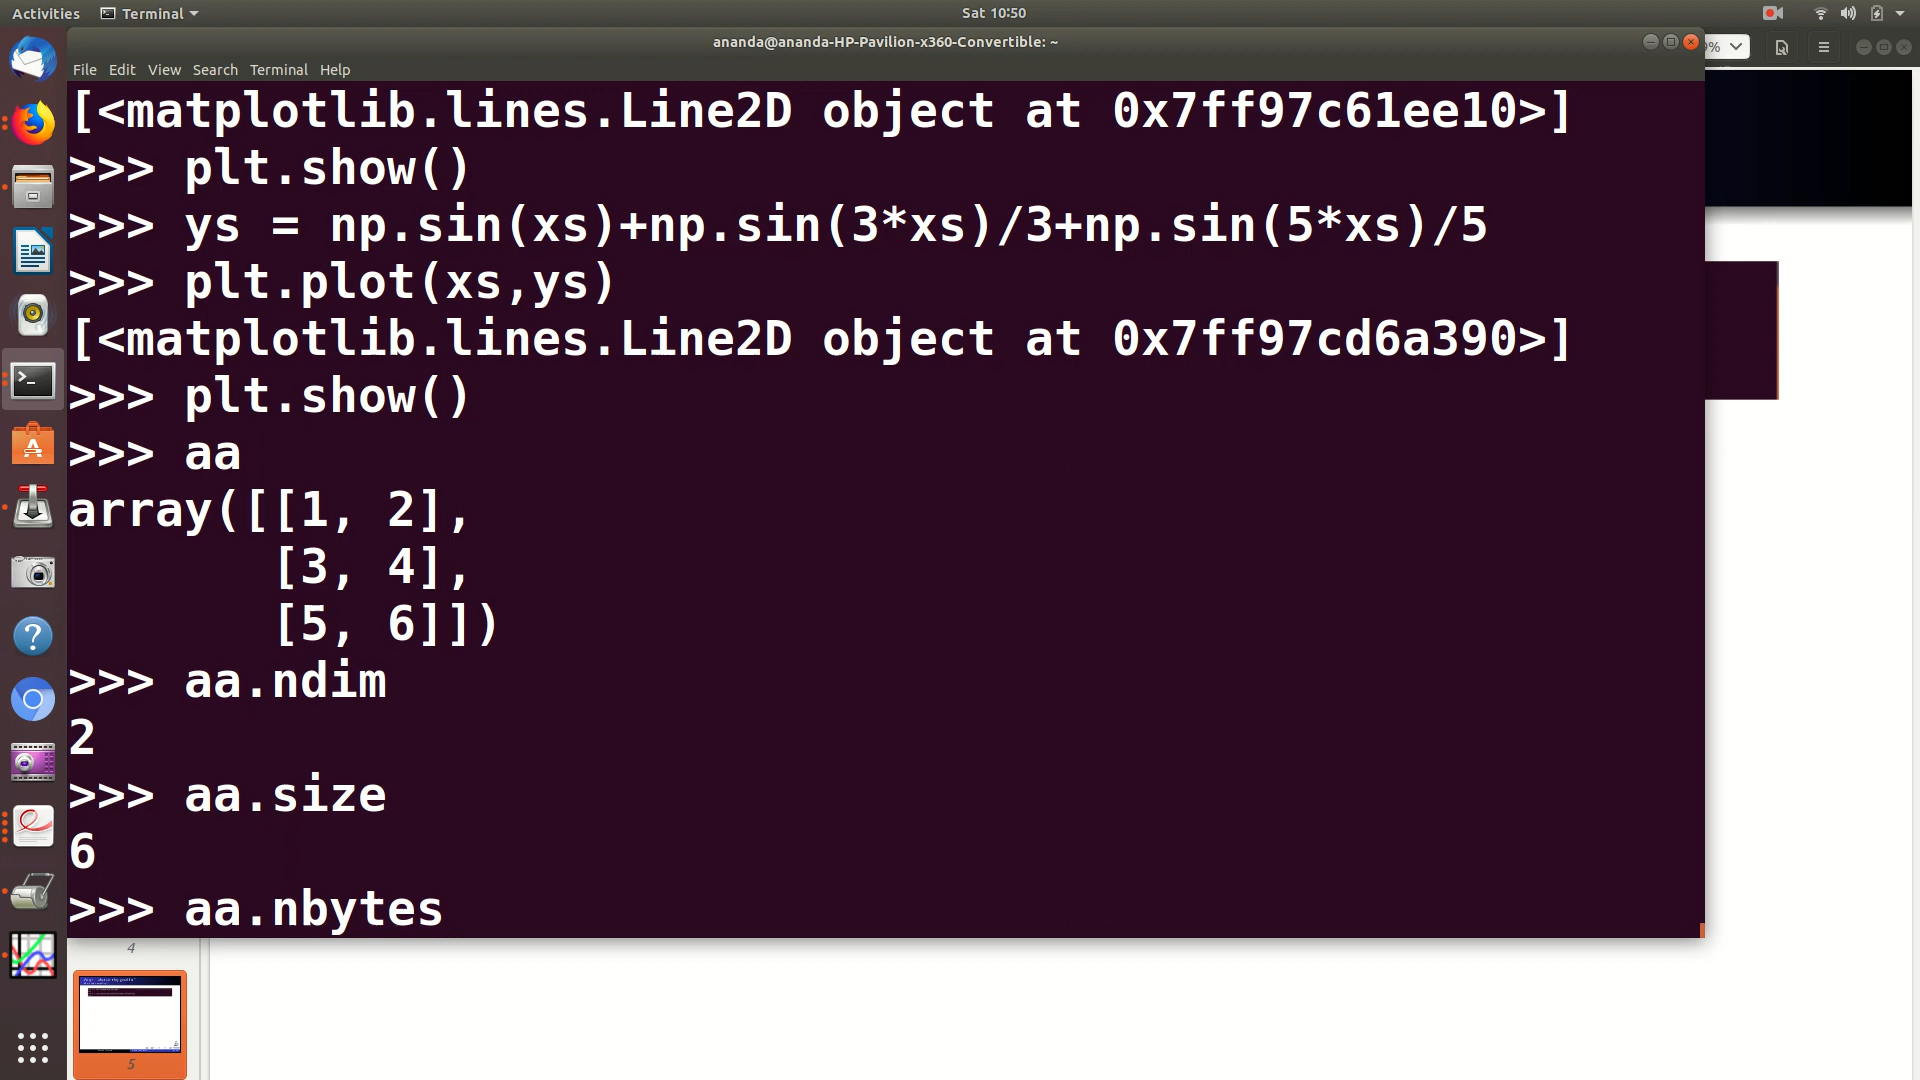 Activities Terminal Sat 10:50
ananda@ananda-HP-Pavilion-x360-Convertible: ~
File Edit View Search Terminal Help
[<matplotlib.lines.Line2D object at 0x7ff97c61ee10>]
>>> plt.show()
>>> ys = np.sin(xs)+np.sin(3*xs)/3+np.sin(5*xs)/5
>>> plt.plot(xs,ys)
[<matplotlib.lines.Line2D object at 0x7ff97cd6a390>]
>>> plt.show()
>>> aa
array([[1, 2],
       [3, 4],
       [5, 6]])
>>> aa.ndim
2
>>> aa.size
6
>>> aa.nbytes
4
5